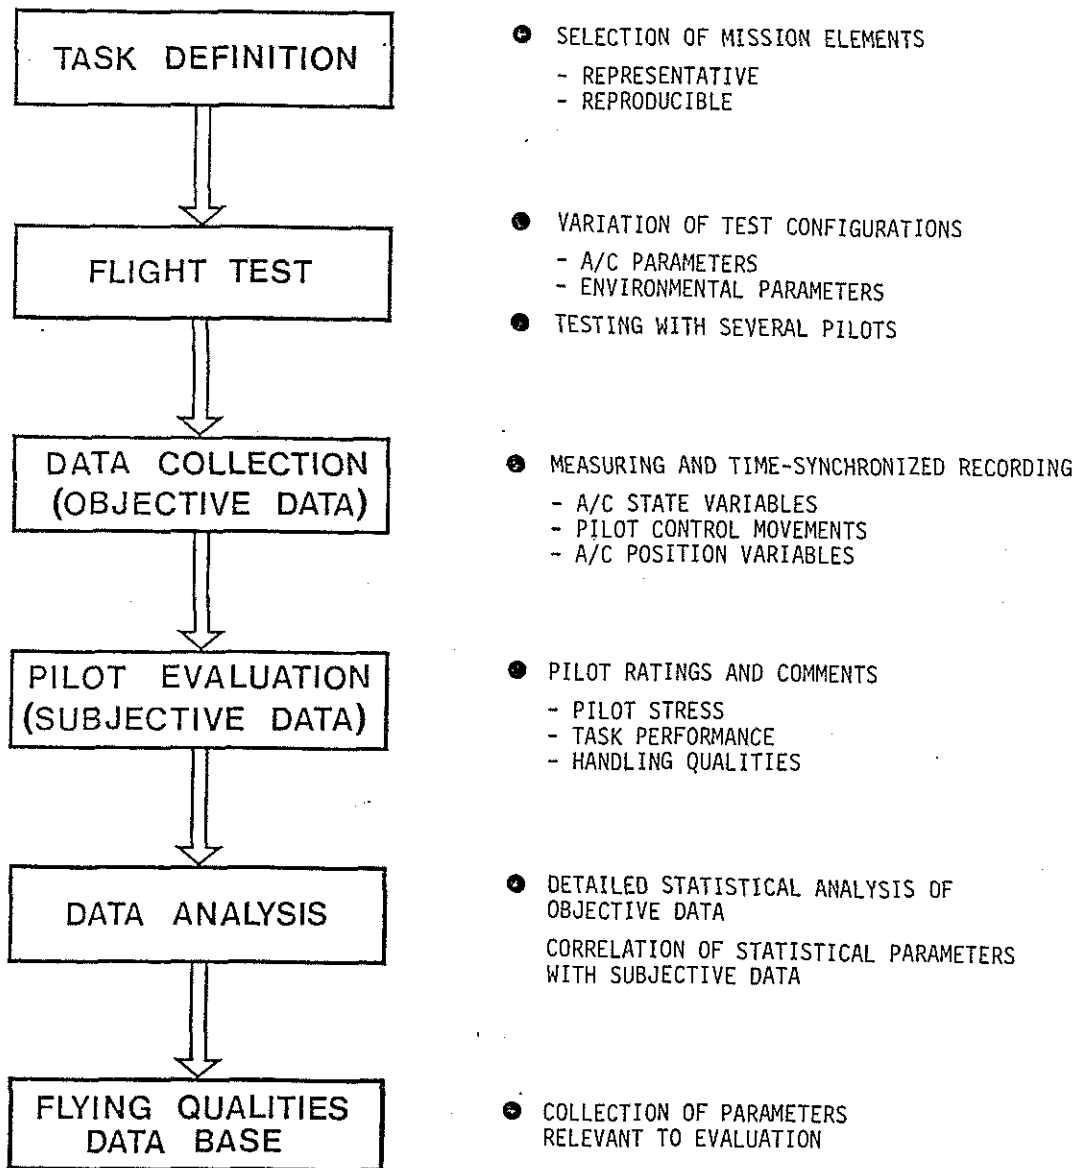 TASK DEFINITION
● SELECTION OF MISSION ELEMENTS
- REPRESENTATIVE
- REPRODUCIBLE
FLIGHT TEST
● VARIATION OF TEST CONFIGURATIONS
- A/C PARAMETERS
- ENVIRONMENTAL PARAMETERS
● TESTING WITH SEVERAL PILOTS
DATA COLLECTION
(OBJECTIVE DATA)
● MEASURING AND TIME-SYNCHRONIZED RECORDING
- A/C STATE VARIABLES
- PILOT CONTROL MOVEMENTS
- A/C POSITION VARIABLES
PILOT EVALUATION
(SUBJECTIVE DATA)
● PILOT RATINGS AND COMMENTS
- PILOT STRESS
- TASK PERFORMANCE
- HANDLING QUALITIES
DATA ANALYSIS
● DETAILED STATISTICAL ANALYSIS OF
OBJECTIVE DATA
CORRELATION OF STATISTICAL PARAMETERS
WITH SUBJECTIVE DATA
FLYING QUALITIES
DATA BASE
● COLLECTION OF PARAMETERS
RELEVANT TO EVALUATION